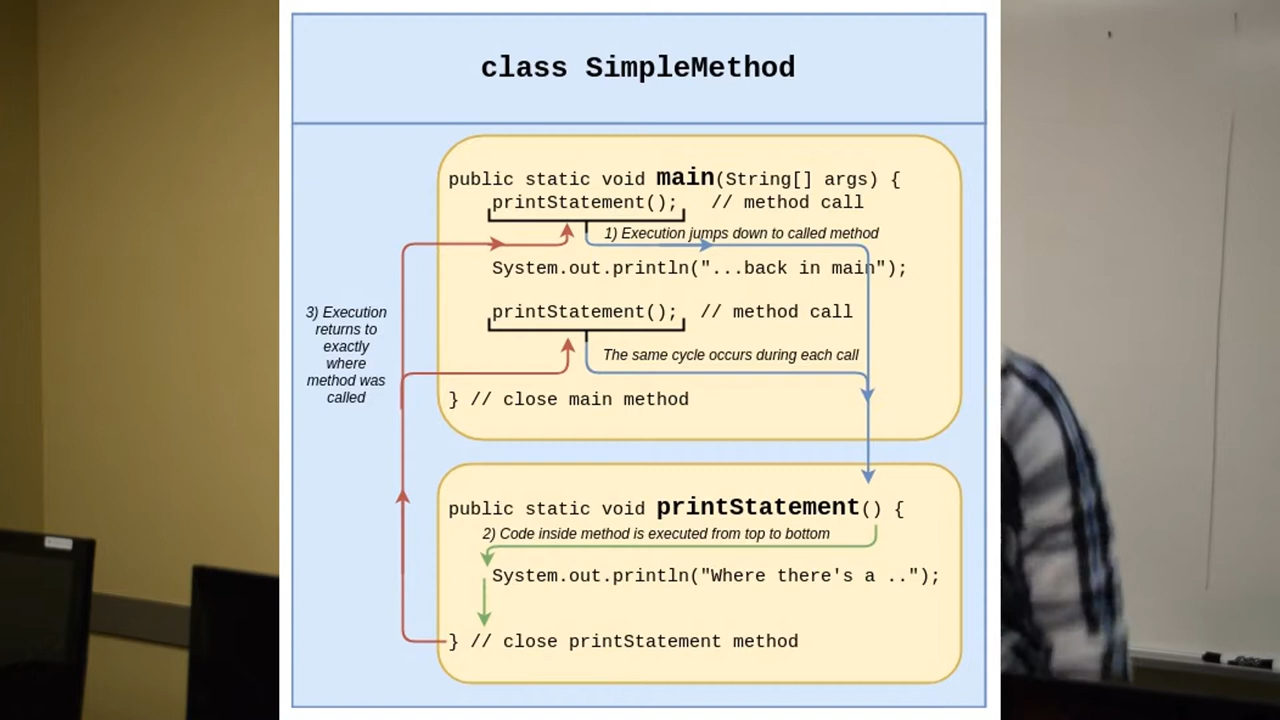 class SimpleMethod
public static void main(String[] args) {
printStatement();   // method call
1) Execution jumps down to called method
System.out.println("...back in main");
printStatement();  // method call
The same cycle occurs during each call
} // close main method
3) Execution
returns to
exactly
where
method was
called
public static void printStatement() {
2) Code inside method is executed from top to bottom
System.out.println("Where there's a ..");
} // close printStatement method